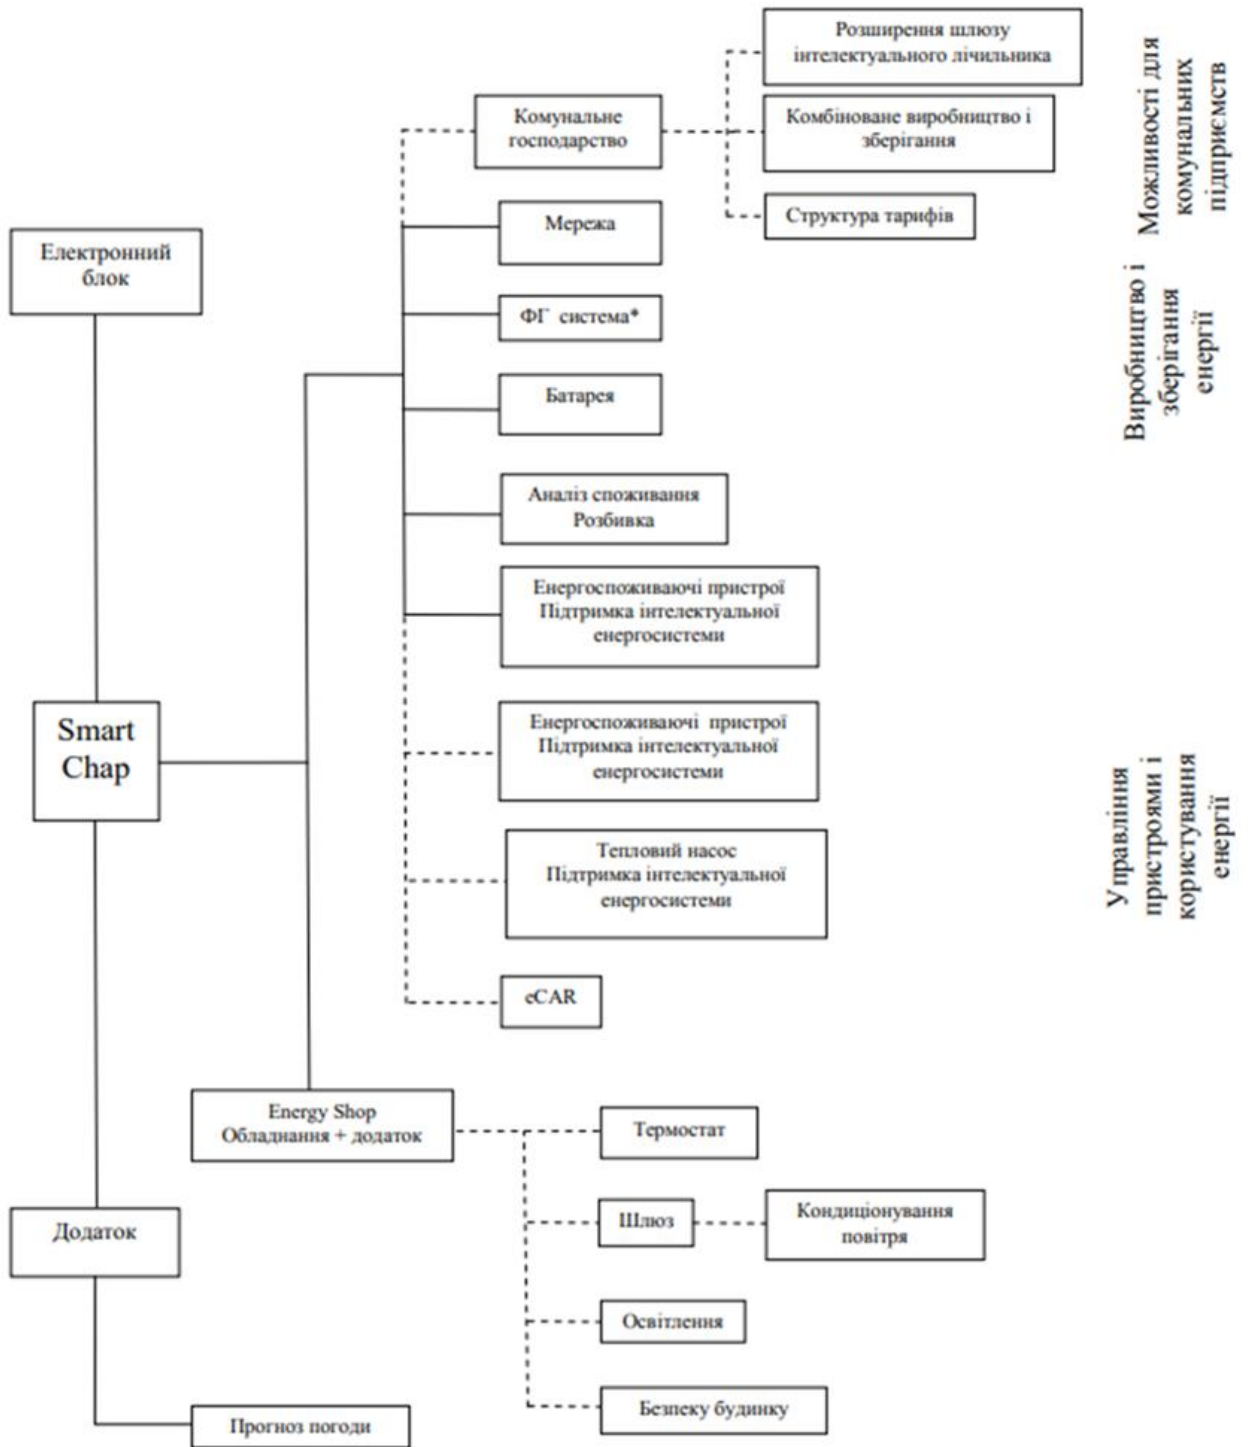 Розширення шлюзу
інтелектуального лічильника
Комунальне
господарство
Комбіноване виробництво і
зберігання
Структура тарифів
Мережа
Електронний
блок
ФГ система*
Батарея
Аналіз споживання
Розбивка
Енергоспоживаючі пристрої
Підтримка інтелектуальної
енергосистеми
Smart
Chap
Енергоспоживаючі пристрої
Підтримка інтелектуальної
енергосистеми
Тепловий насос
Підтримка інтелектуальної
енергосистеми
eCAR
Energy Shop
Обладнання + додаток
Термостат
Шлюз
Кондиціонування
повітря
Додаток
Освітлення
Безпеку будинку
Прогноз погоди
Можливості для
комунальних
підприємств
Виробництво і
зберігання
енергії
Управління
пристроями і
користування
енергії